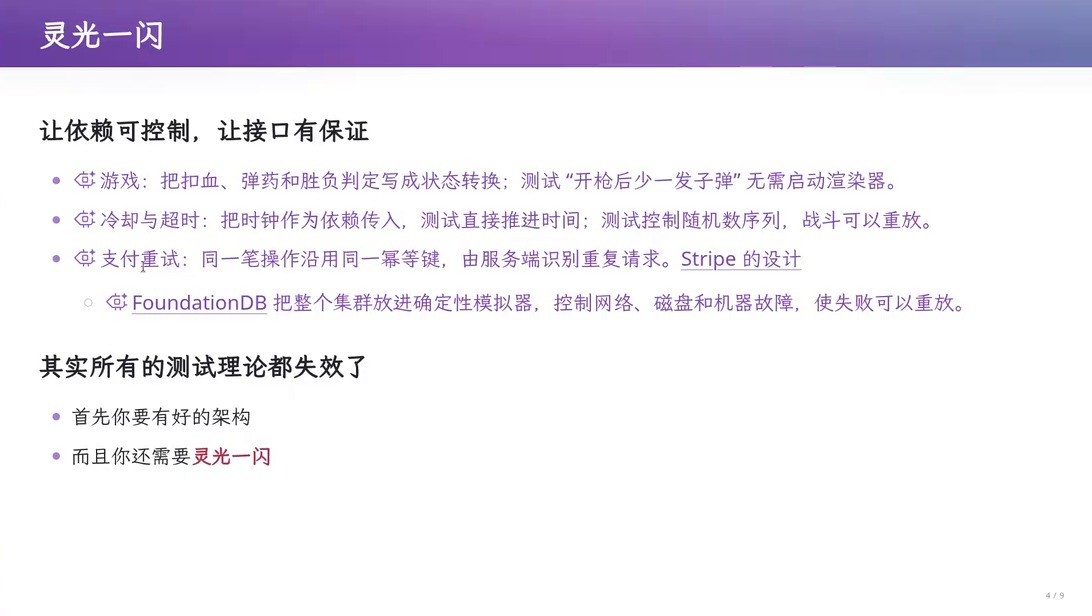 灵光一闪
让依赖可控制，让接口有保证
游戏：把扣血、弹药和胜负判定写成状态转换；测试 “开枪后少一发子弹” 无需启动渲染器。
冷却与超时：把时钟作为依赖传入，测试直接推进时间；测试控制随机数序列，战斗可以重放。
支付重试：同一笔操作沿用同一幂等键，由服务端识别重复请求。Stripe 的设计
FoundationDB 把整个集群放进确定性模拟器，控制网络、磁盘和机器故障，使失败可以重放。
其实所有的测试理论都失效了
首先你要有好的架构
而且你还需要灵光一闪
4 / 9